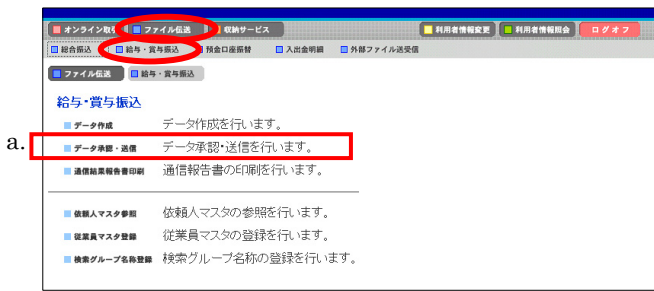 オンライン取引 ファイル伝送 収納サービス 利用者情報変更 利用者情報照会 ログオフ
総合振込 給与・賞与振込 預金口座振替 入出金明細 外部ファイル送受信
ファイル伝送 給与・賞与振込
給与・賞与振込
データ作成 データ作成を行います。
a. データ承認・送信 データ承認・送信を行います。
通信結果報告書印刷 通信報告書の印刷を行います。
依頼人マスタ参照 依頼人マスタの参照を行います。
従業員マスタ登録 従業員マスタの登録を行います。
検索グループ名称登録 検索グループ名称の登録を行います。